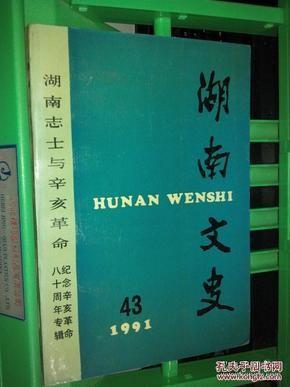 湖南文史
HUNAN WENSHI
43
1991
湖南志士与辛亥革命
纪念辛亥革命
八十周年专辑
孔夫子旧书网